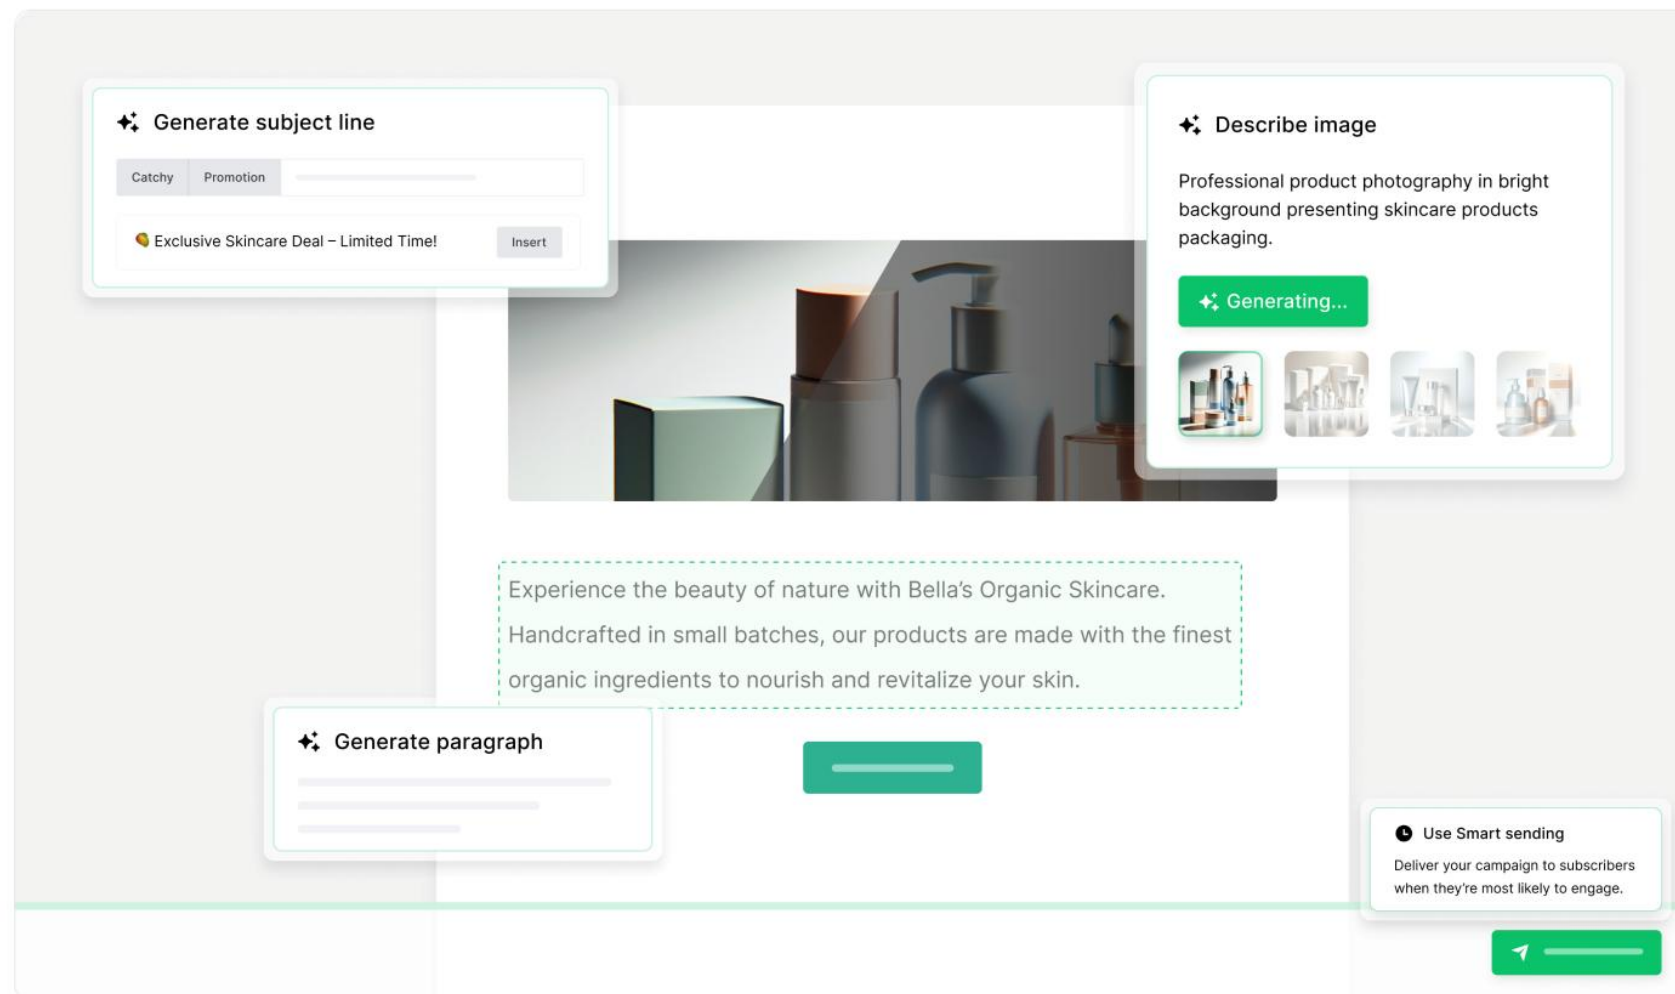 Generate subject line
Catchy Promotion
🥭 Exclusive Skincare Deal – Limited Time!
Insert
Describe image
Professional product photography in bright
background presenting skincare products
packaging.
Generating...
Experience the beauty of nature with Bella’s Organic Skincare.
Handcrafted in small batches, our products are made with the finest
organic ingredients to nourish and revitalize your skin.
Generate paragraph
Use Smart sending
Deliver your campaign to subscribers
when they’re most likely to engage.